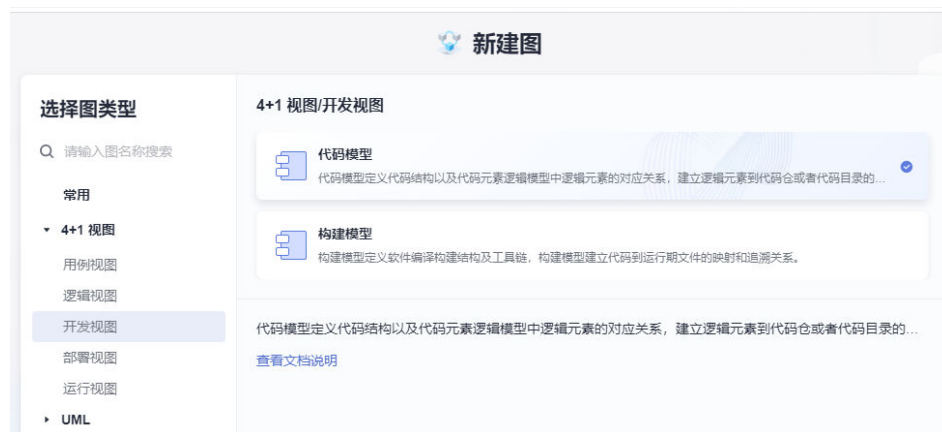 新建图
选择图类型
请输入图名称搜索
常用
4+1 视图
用例视图
逻辑视图
开发视图
部署视图
运行视图
UML
4+1 视图/开发视图
代码模型
代码模型定义代码结构以及代码元素逻辑模型中逻辑元素的对应关系，建立逻辑元素到代码仓或者代码目录的...
构建模型
构建模型定义软件编译构建结构及工具链，构建模型建立代码到运行期文件的映射和追溯关系。
代码模型定义代码结构以及代码元素逻辑模型中逻辑元素的对应关系，建立逻辑元素到代码仓或者代码目录的...
查看文档说明